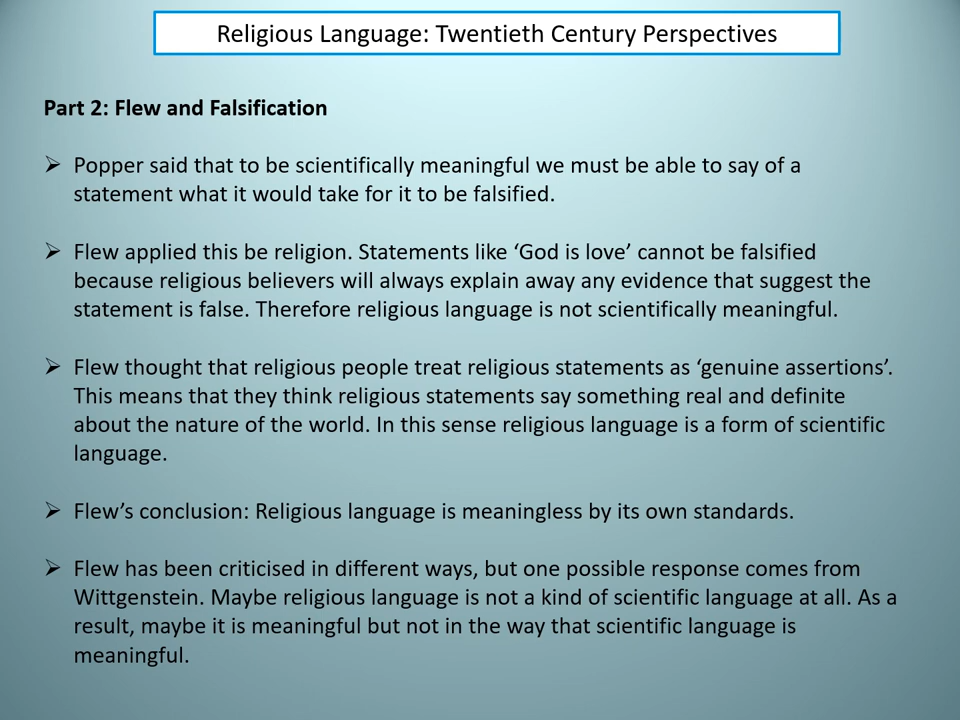 Religious Language: Twentieth Century Perspectives
Part 2: Flew and Falsification
➢ Popper said that to be scientifically meaningful we must be able to say of a
statement what it would take for it to be falsified.
➢ Flew applied this be religion. Statements like ‘God is love’ cannot be falsified
because religious believers will always explain away any evidence that suggest the
statement is false. Therefore religious language is not scientifically meaningful.
➢ Flew thought that religious people treat religious statements as ‘genuine assertions’.
This means that they think religious statements say something real and definite
about the nature of the world. In this sense religious language is a form of scientific
language.
➢ Flew’s conclusion: Religious language is meaningless by its own standards.
➢ Flew has been criticised in different ways, but one possible response comes from
Wittgenstein. Maybe religious language is not a kind of scientific language at all. As a
result, maybe it is meaningful but not in the way that scientific language is
meaningful.